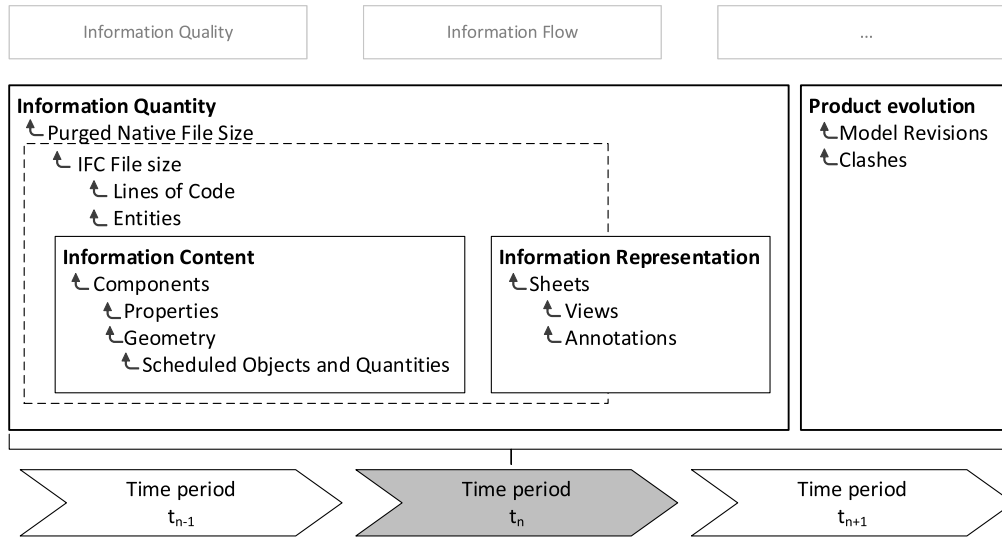 Information Quality
Information Flow
...
Information Quantity
Purged Native File Size
IFC File size
Lines of Code
Entities
Information Content
Components
Properties
Geometry
Scheduled Objects and Quantities
Information Representation
Sheets
Views
Annotations
Product evolution
Model Revisions
Clashes
Time period
tn-1
Time period
tn
Time period
tn+1